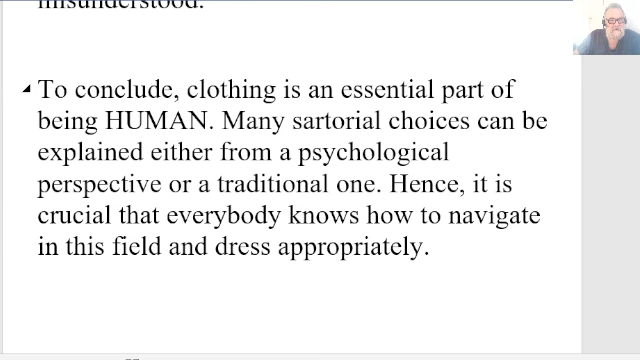 misunderstood.
To conclude, clothing is an essential part of
being HUMAN. Many sartorial choices can be
explained either from a psychological
perspective or a traditional one. Hence, it is
crucial that everybody knows how to navigate
in this field and dress appropriately.